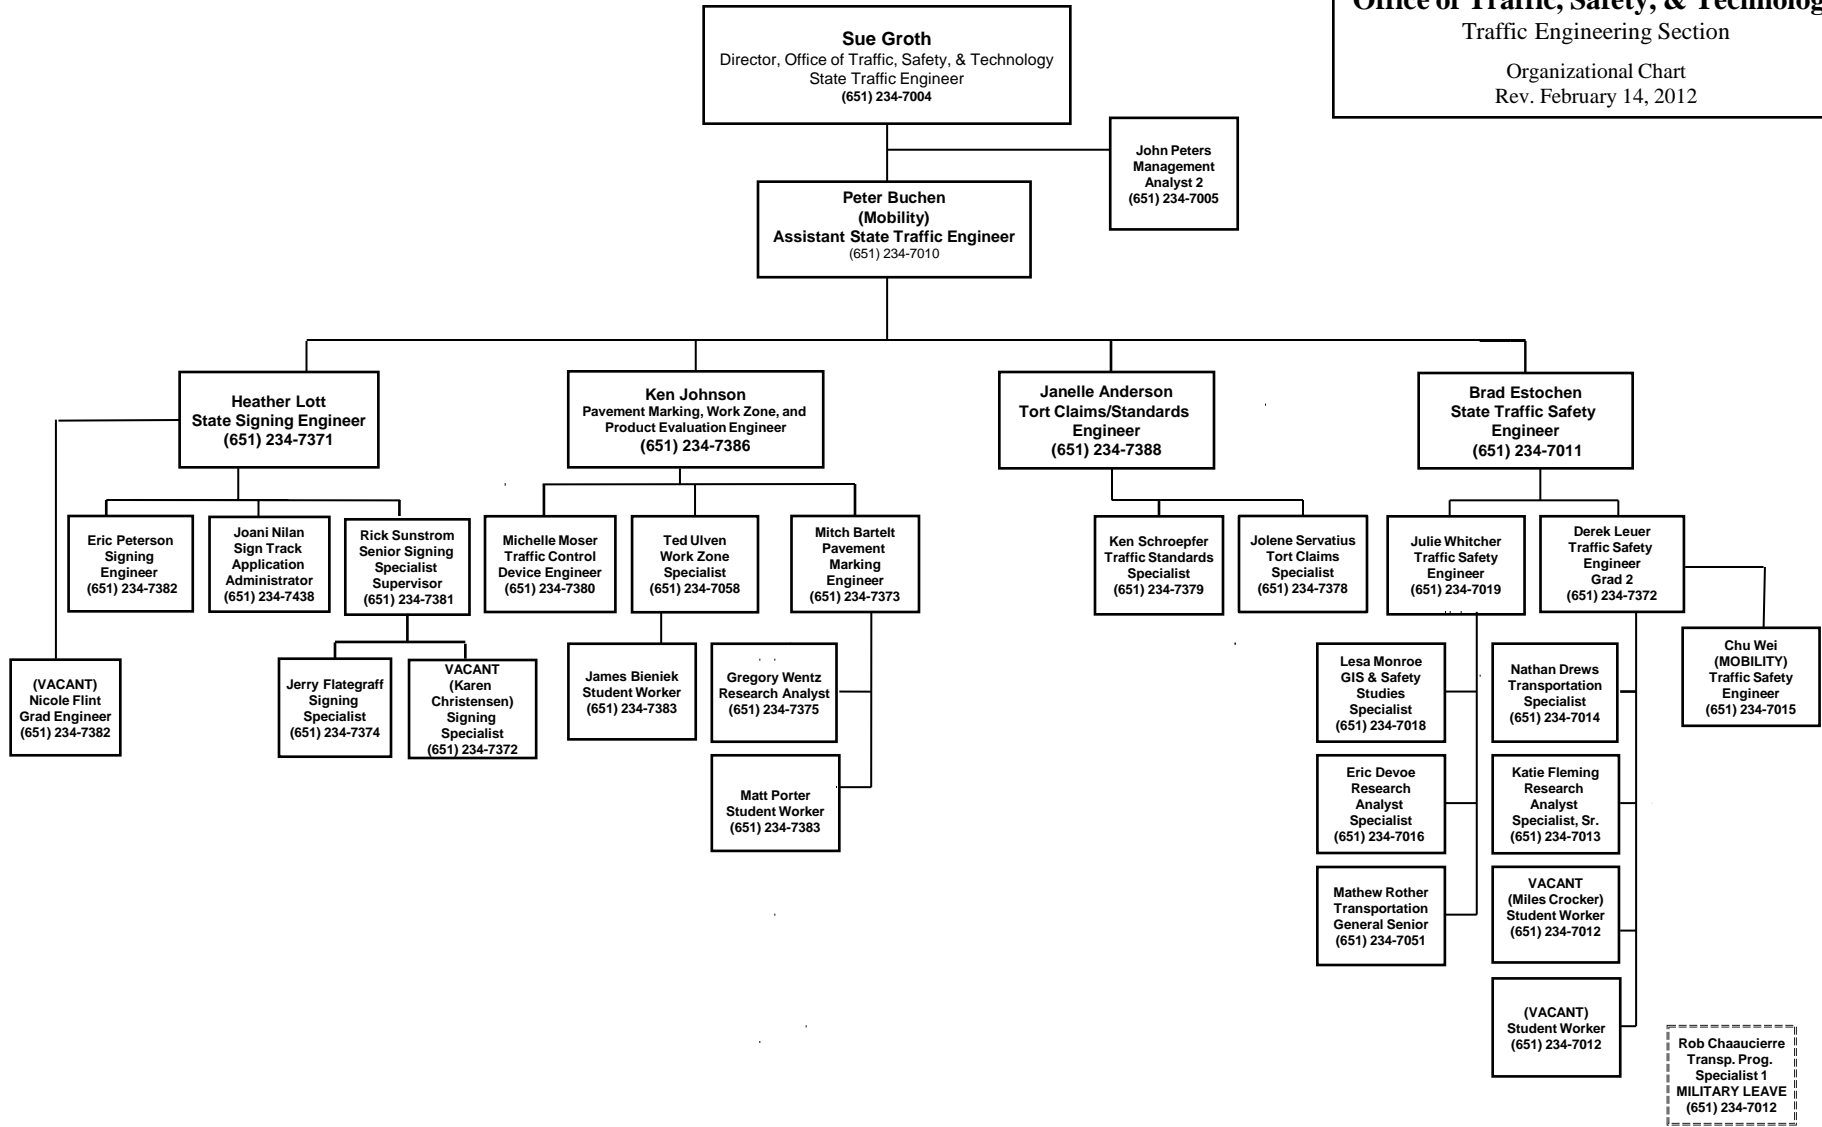 Office of Traffic, Safety, & Technolog
Traffic Engineering Section
Organizational Chart
Rev. February 14, 2012
Sue Groth
Director, Office of Traffic, Safety, & Technology
State Traffic Engineer
(651) 234-7004
John Peters
Management
Analyst 2
(651) 234-7005
Peter Buchen
(Mobility)
Assistant State Traffic Engineer
(651) 234-7010
Heather Lott
State Signing Engineer
(651) 234-7371
Ken Johnson
Pavement Marking, Work Zone, and
Product Evaluation Engineer
(651) 234-7386
Janelle Anderson
Tort Claims/Standards
Engineer
(651) 234-7388
Brad Estochen
State Traffic Safety
Engineer
(651) 234-7011
Eric Peterson
Signing
Engineer
(651) 234-7382
Joani Nilan
Sign Track
Application
Administrator
(651) 234-7438
Rick Sunstrom
Senior Signing
Specialist
Supervisor
(651) 234-7381
Michelle Moser
Traffic Control
Device Engineer
(651) 234-7380
Ted Ulven
Work Zone
Specialist
(651) 234-7058
Mitch Bartelt
Pavement
Marking
Engineer
(651) 234-7373
Ken Schroepfer
Traffic Standards
Specialist
(651) 234-7379
Jolene Servatius
Tort Claims
Specialist
(651) 234-7378
Julie Whitcher
Traffic Safety
Engineer
(651) 234-7019
Derek Leuer
Traffic Safety
Engineer
Grad 2
(651) 234-7372
(VACANT)
Nicole Flint
Grad Engineer
(651) 234-7382
Jerry Flategraff
Signing
Specialist
(651) 234-7374
VACANT
(Karen
Christensen)
Signing
Specialist
(651) 234-7372
James Bieniek
Student Worker
(651) 234-7383
Gregory Wentz
Research Analyst
(651) 234-7375
Matt Porter
Student Worker
(651) 234-7383
Lesa Monroe
GIS & Safety
Studies
Specialist
(651) 234-7018
Nathan Drews
Transportation
Specialist
(651) 234-7014
Chu Wei
(MOBILITY)
Traffic Safety
Engineer
(651) 234-7015
Eric Devoe
Research
Analyst
Specialist
(651) 234-7016
Katie Fleming
Research
Analyst
Specialist, Sr.
(651) 234-7013
Mathew Rother
Transportation
General Senior
(651) 234-7051
VACANT
(Miles Crocker)
Student Worker
(651) 234-7012
(VACANT)
Student Worker
(651) 234-7012
Rob Chaaucierre
Transp. Prog.
Specialist 1
MILITARY LEAVE
(651) 234-7012